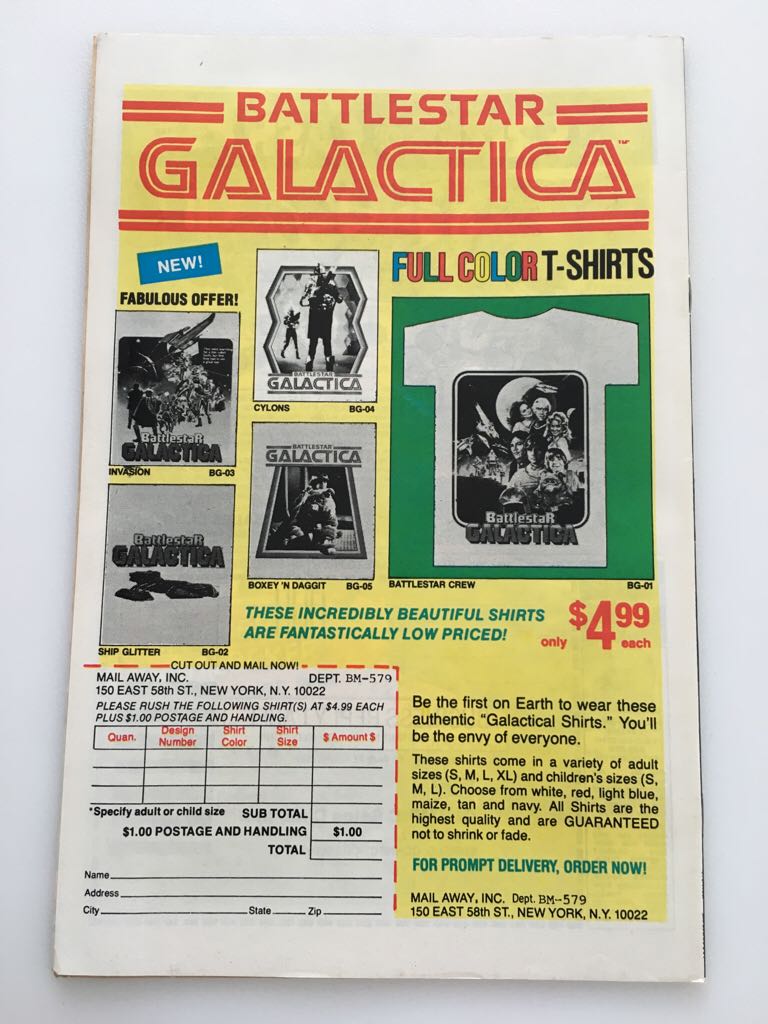 BATTLESTAR
GALACTICA™
NEW!
FABULOUS OFFER!
FULL COLOR T-SHIRTS
BattlestaR
GALACTICA
INVASION BG-03
BATTLESTAR
GALACTICA
CYLONS BG-04
BATTLESTAR
GALACTICA
BOXEY 'N DAGGIT BG-05
BattlestaR
GALACTICA
SHIP GLITTER BG-02
BattlestaR
GALACTICA
BATTLESTAR CREW BG-01
THESE INCREDIBLY BEAUTIFUL SHIRTS
ARE FANTASTICALLY LOW PRICED!
only $4.99 each
CUT OUT AND MAIL NOW!
MAIL AWAY, INC. DEPT. BM-579
150 EAST 58th ST., NEW YORK, N.Y. 10022
PLEASE RUSH THE FOLLOWING SHIRT(S) AT $4.99 EACH
PLUS $1.00 POSTAGE AND HANDLING.
Quan. Design Number Shirt Color Shirt Size $ Amount $
*Specify adult or child size SUB TOTAL
$1.00 POSTAGE AND HANDLING $1.00
TOTAL
Name
Address
City State Zip
Be the first on Earth to wear these
authentic "Galactical Shirts." You'll
be the envy of everyone.
These shirts come in a variety of adult
sizes (S, M, L, XL) and children's sizes (S,
M, L). Choose from white, red, light blue,
maize, tan and navy. All Shirts are the
highest quality and are GUARANTEED
not to shrink or fade.
FOR PROMPT DELIVERY, ORDER NOW!
MAIL AWAY, INC. Dept. BM-579
150 EAST 58th ST., NEW YORK, N.Y. 10022